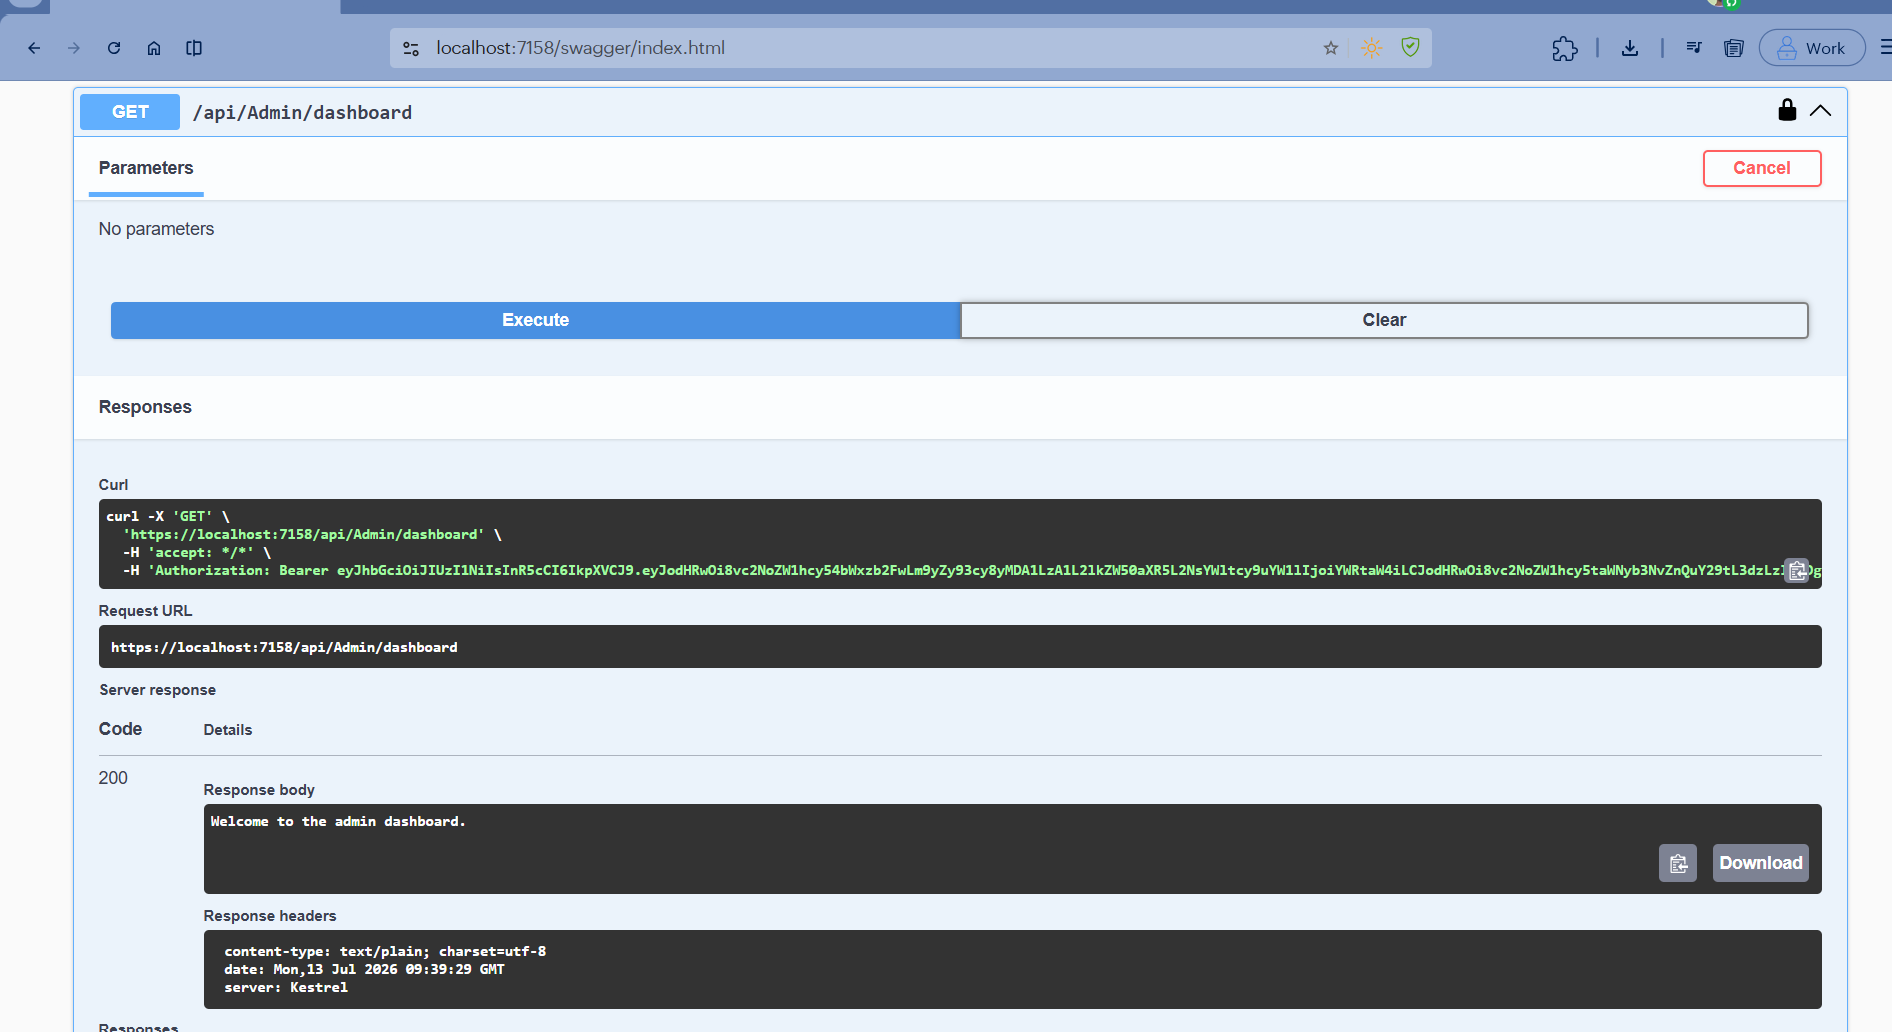 localhost:7158/swagger/index.html
Work
GET /api/Admin/dashboard
Parameters
Cancel
No parameters
Execute
Clear
Responses
Curl
curl -X 'GET' \
'https://localhost:7158/api/Admin/dashboard' \
-H 'accept: */*' \
-H 'Authorization: Bearer eyJhbGciOiJIUzI1NiIsInR5cCI6IkpXVCJ9.eyJodHRwOi8vc2NoZW1hcy54bWxzb2FwLm9yZy93cy8yMDA1LzA1L2lkZW50aXR5L2NsYWltcy9uYW1lIjoiYWRtaW4iLCJodHRwOi8vc2NoZW1hcy5taWNyb3NvZnQuY29tL3dzLzI
Request URL
https://localhost:7158/api/Admin/dashboard
Server response
Code Details
200
Response body
Welcome to the admin dashboard.
Download
Response headers
content-type: text/plain; charset=utf-8
date: Mon,13 Jul 2026 09:39:29 GMT
server: Kestrel
Responses